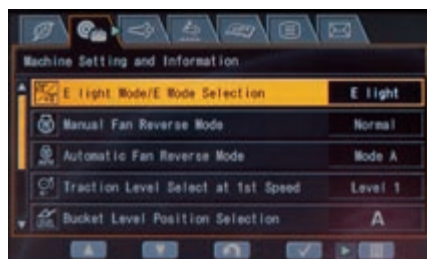 Machine Setting and Information
E light Mode/E Mode Selection E light
Manual Fan Reverse Mode Normal
Automatic Fan Reverse Mode Mode A
Traction Level Select at 1st Speed Level 1
Bucket Level Position Selection A